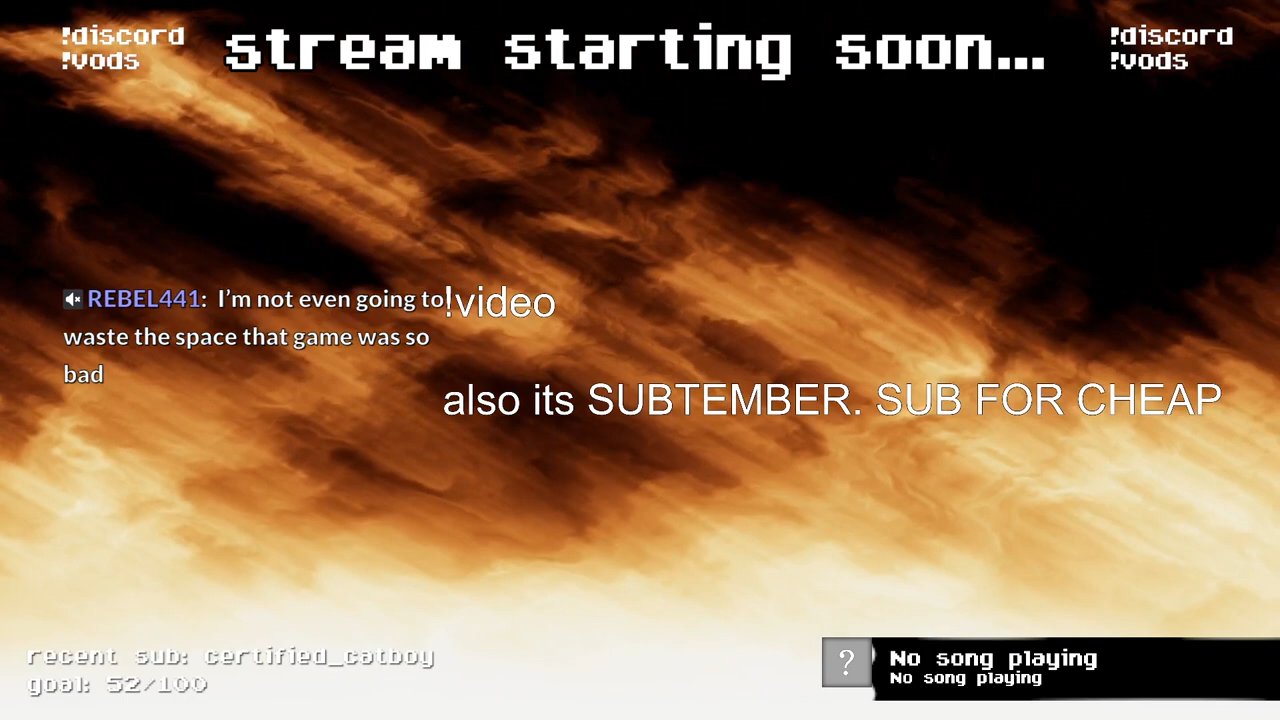 !discord
!vods
stream starting soon...
!discord
!vods
REBEL441: I'm not even going to
waste the space that game was so
bad
!video
also its SUBTEMBER. SUB FOR CHEAP
recent sub: certified_catboy
goal: 52/100
?
No song playing
No song playing